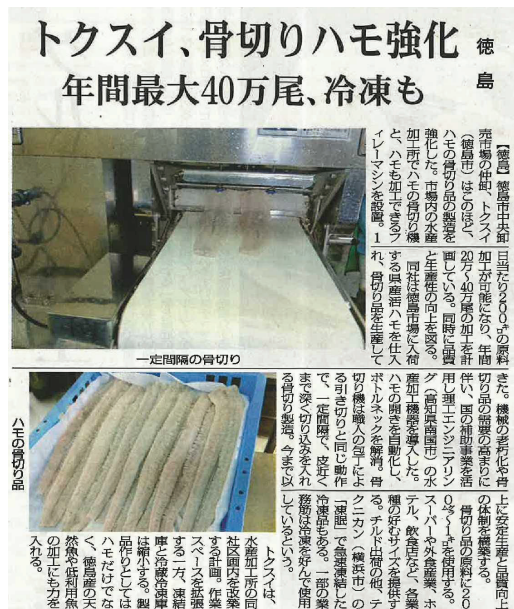 トクスイ、骨切りハモ強化
徳島
年間最大40万尾、冷凍も
【徳島】徳島市中央卸
売市場の仲卸、トクスイ
(徳島市)はこのほど、
ハモの骨切り品の製造を
強化した。市場内の水産
加工所でハモの骨切り機
と、ハモも加工できるフ
ィレーマシンを設置。1
日当たり200㌔の原料
加工が可能になり、年間
20万〜40万尾の加工を計
画している。同時に品質
と生産性の向上を図る。
同社は徳島市場に入荷
する県産活ハモを仕入
れ、骨切り品を生産して
一定間隔の骨切り
きた。機械の老朽化や骨
切り品の需要の高まりに
伴い、国の補助事業を活
用し理工エンジニアリン
グ(高知県南国市)の水
産加工機器を導入した。
ハモの開きを自動化し、
ボトルネックを解消。骨
切り機は職人の包丁によ
る引き切りと同じ動作
で、一定間隔で、皮近く
まで深く切り込みを入れ
る骨切り製造。今まで以
ハモの骨切り品
上に安定生産と品質向上
の体制を構築する。
骨切り品の原料に20
0㌘〜1㌔を使用する。
スーパーや外食産業、ホ
テル、飲食店など、各業
種の好むサイズを提供す
る。チルド出荷の他、テ
クニカン(横浜市)の
「凍眠」で急速凍結した
冷凍品もある。一部の業
務筋は冷凍を好んで使用
しているという。
トクスイは、
水産加工所の同
社区画内を改築
する計画。作業
スペースを拡張
する一方、凍結
庫と冷蔵冷凍庫
は縮小する。製
品作りとしては
ハモだけでな
く、徳島産の天
然魚や低利用魚
の加工にも力を
入れる。